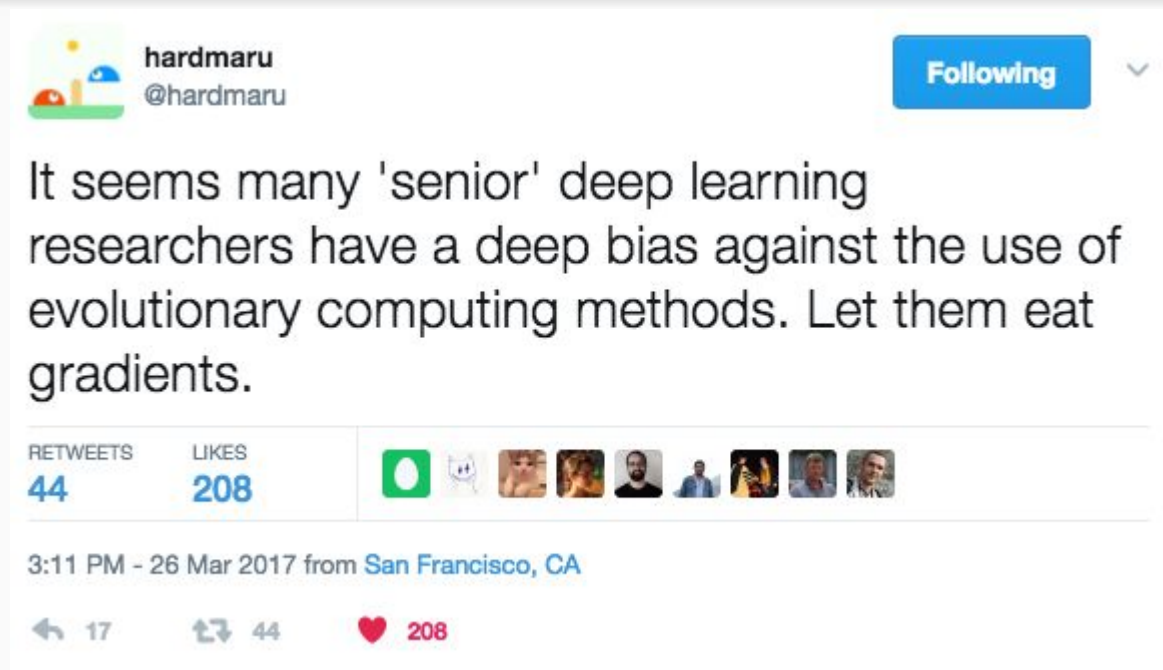 hardmaru
@hardmaru
Following
It seems many 'senior' deep learning
researchers have a deep bias against the use of
evolutionary computing methods. Let them eat
gradients.
RETWEETS LIKES
44 208
3:11 PM - 26 Mar 2017 from San Francisco, CA
17 44 208